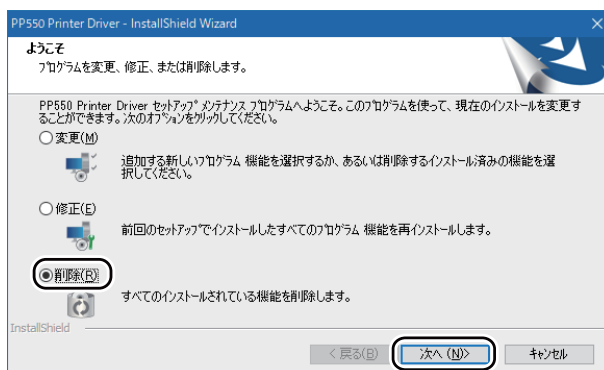 PP550 Printer Driver - InstallShield Wizard
ようこそ
プログラムを変更、修正、または削除します。
PP550 Printer Driver セットアップ メンテナンス プログラムへようこそ。このプログラムを使って、現在のインストールを変更す
ることができます。次のオプションをクリックしてください。
変更(M)
追加する新しいプログラム 機能を選択するか、あるいは削除するインストール済みの機能を選
択してください。
修正(E)
前回のセットアップでインストールしたすべてのプログラム 機能を再インストールします。
削除(R)
すべてのインストールされている機能を削除します。
InstallShield
< 戻る(B) 次へ (N)> キャンセル